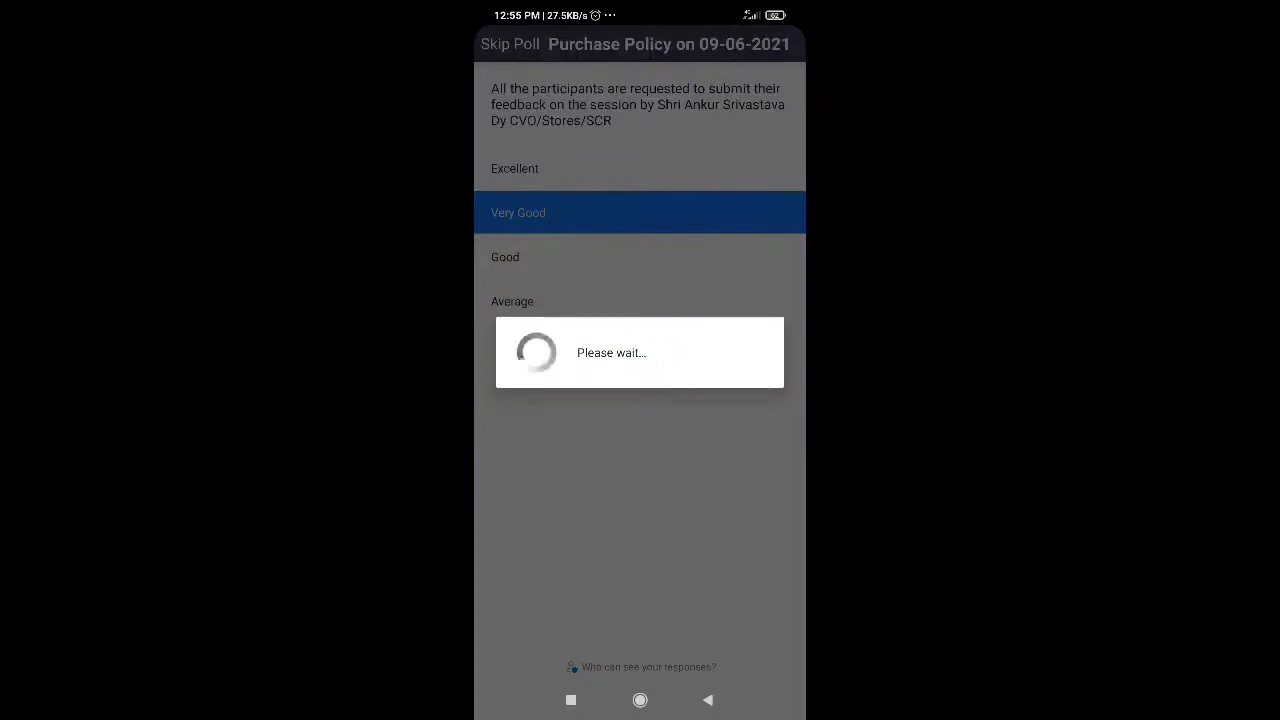 12:55 PM | 27.5KB/s ...
4G 62
Skip Poll Purchase Policy on 09-06-2021
All the participants are requested to submit their
feedback on the session by Shri Ankur Srivastava
Dy CVO/Stores/SCR
Excellent
Very Good
Good
Average
Please wait...
Who can see your responses?